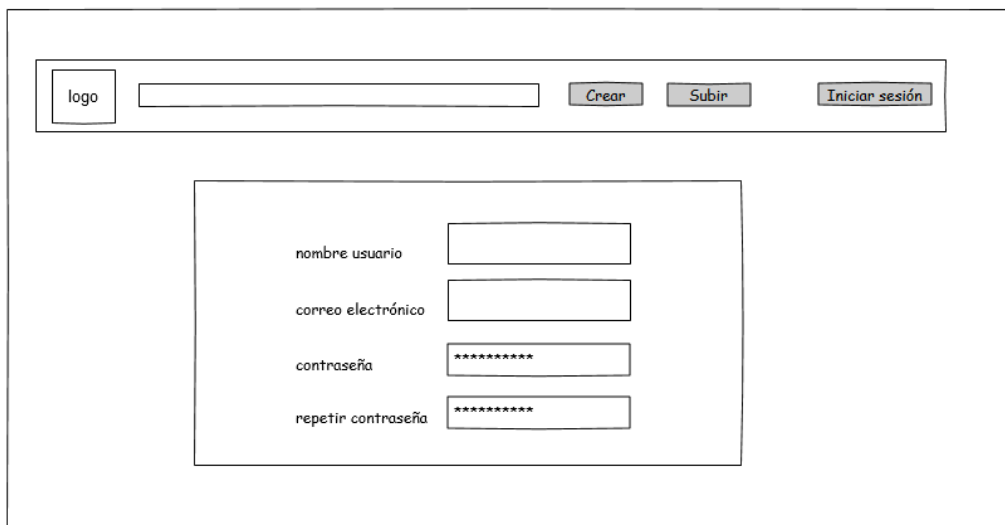 logo
Crear
Subir
Iniciar sesión
nombre usuario
correo electrónico
contraseña
**********
repetir contraseña
**********